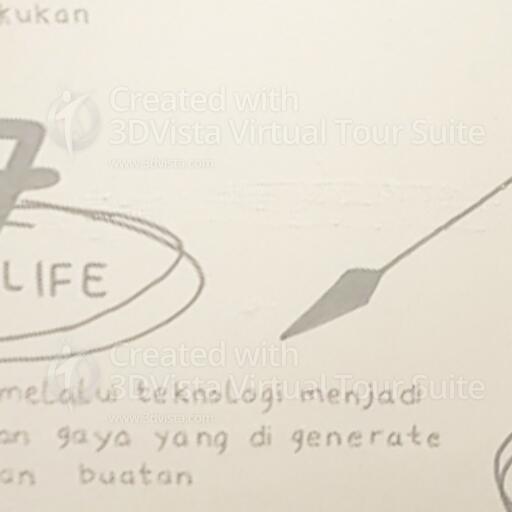 kukan
Created with
3DVista Virtual Tour Suite
www.3dvista.com
7
LIFE
Created with
melalui teknologi menjadi
3DVista Virtual Tour Suite
www.3dvista.com
an gaya yang di generate
an buatan